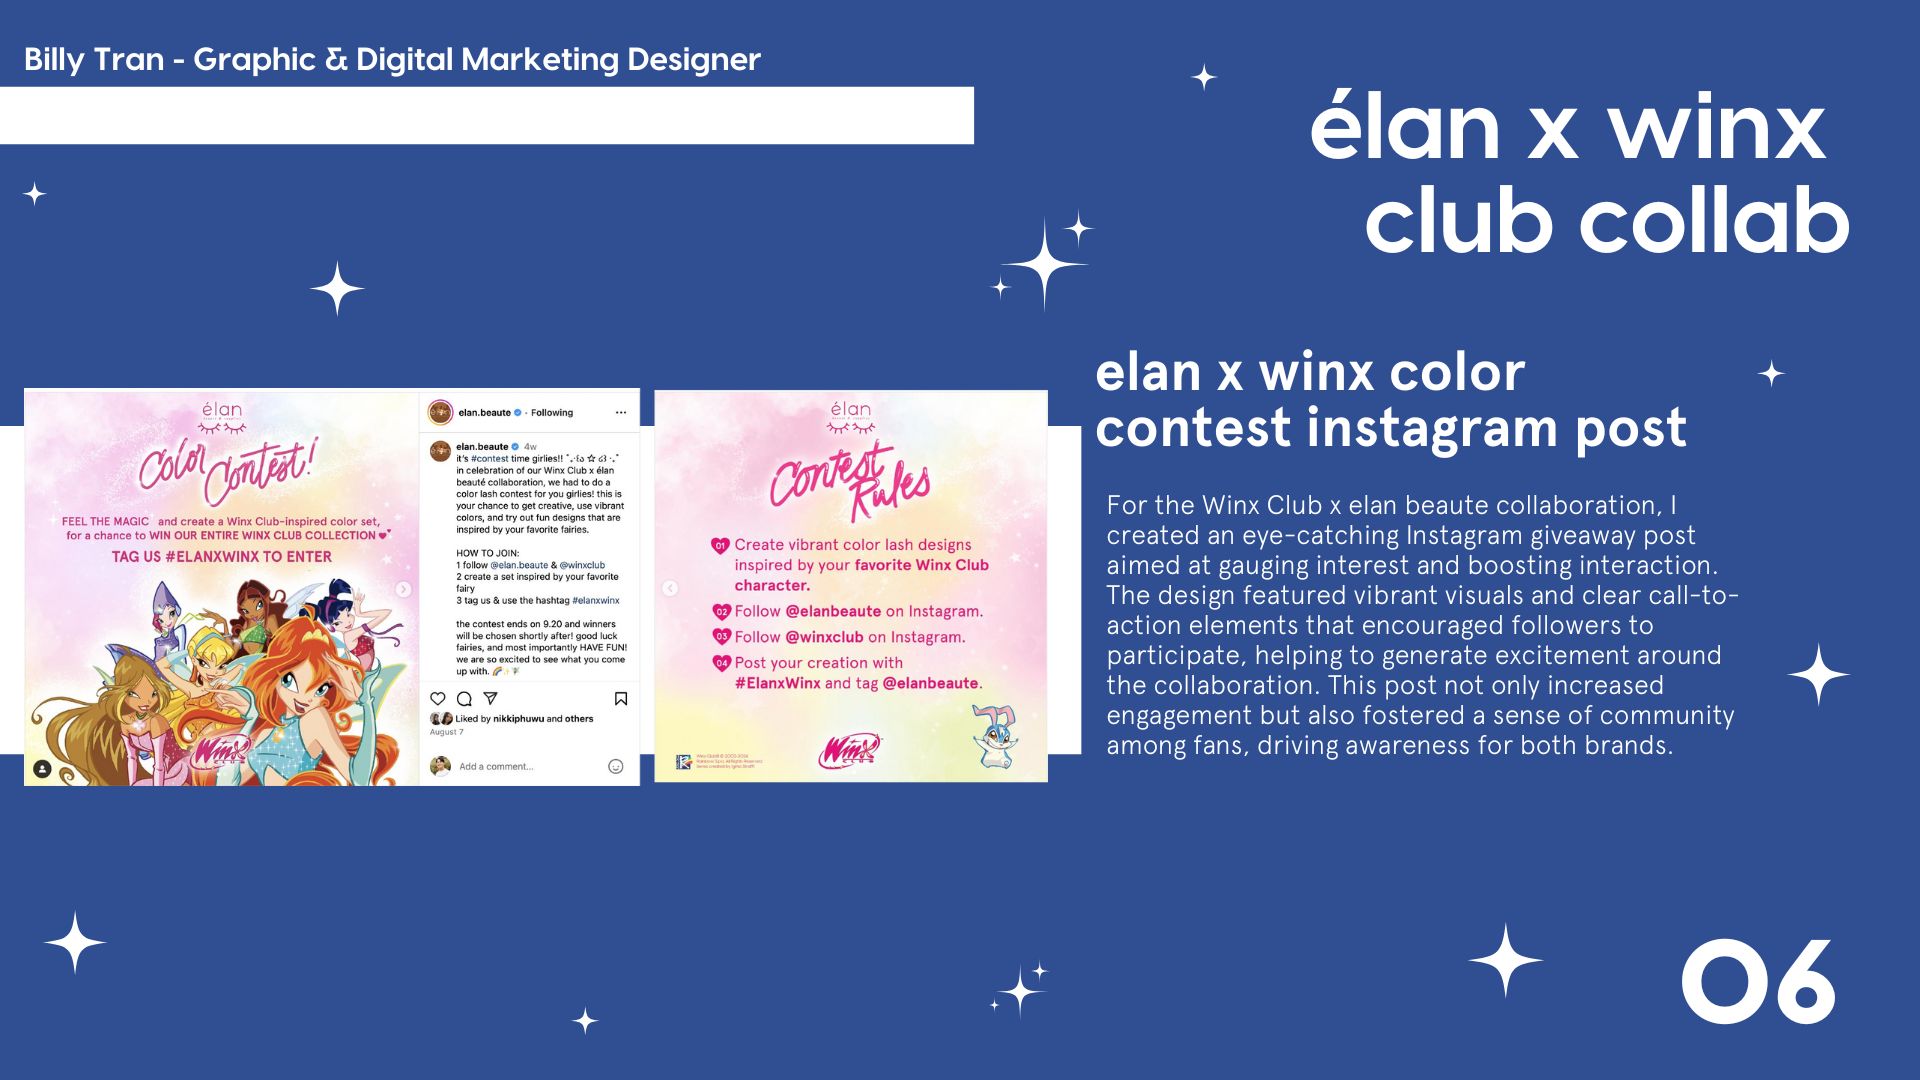 Billy Tran - Graphic & Digital Marketing Designer
élan x winx
club collab
élan
Color
Contest!
FEEL THE MAGIC and create a Winx Club-inspired color set,
for a chance to WIN OUR ENTIRE WINX CLUB COLLECTION
TAG US #ELANXWINX TO ENTER
WINX
CLUB
elan.beaute · Following
elan.beaute 4w
it's #contest time girlies!!
in celebration of our Winx Club x élan
beauté collaboration, we had to do a
color lash contest for you girlies! this is
your chance to get creative, use vibrant
colors, and try out fun designs that are
inspired by your favorite fairies.
HOW TO JOIN:
1 follow @elan.beaute & @winxclub
2 create a set inspired by your favorite
fairy
3 tag us & use the hashtag #elanxwinx
the contest ends on 9.20 and winners
will be chosen shortly after! good luck
fairies, and most importantly HAVE FUN!
we are so excited to see what you come
up with.
Liked by nikkiphuwu and others
August 7
Add a comment...
élan
Contest
Rules
01 Create vibrant color lash designs
inspired by your favorite Winx Club
character.
02 Follow @elanbeaute on Instagram.
03 Follow @winxclub on Instagram.
04 Post your creation with
#ElanxWinx and tag @elanbeaute.
WINX
CLUB
elan x winx color
contest instagram post
For the Winx Club x elan beaute collaboration, I
created an eye-catching Instagram giveaway post
aimed at gauging interest and boosting interaction.
The design featured vibrant visuals and clear call-to-
action elements that encouraged followers to
participate, helping to generate excitement around
the collaboration. This post not only increased
engagement but also fostered a sense of community
among fans, driving awareness for both brands.
06